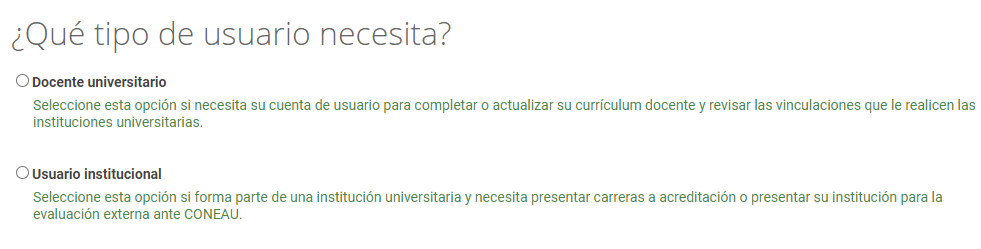 ¿Qué tipo de usuario necesita?
Docente universitario
Seleccione esta opción si necesita su cuenta de usuario para completar o actualizar su currículum docente y revisar las vinculaciones que le realicen las
instituciones universitarias.
Usuario institucional
Seleccione esta opción si forma parte de una institución universitaria y necesita presentar carreras a acreditación o presentar su institución para la
evaluación externa ante CONEAU.